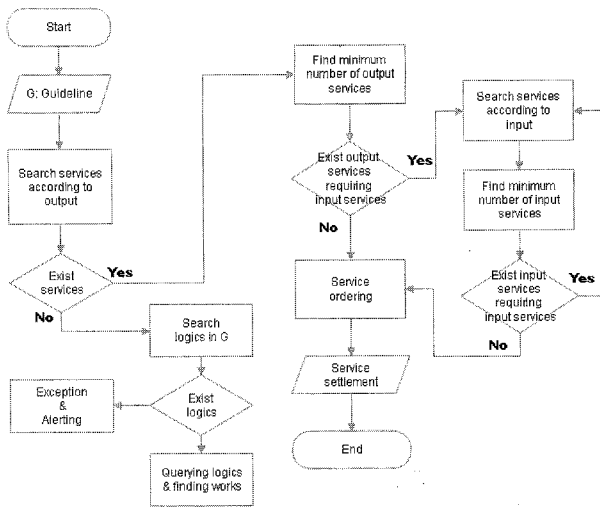 Start
G: Guideline
Search services
according to
output
Exist
services
Yes
No
Search
logics in G
Exist
logics
Exception
&
Alerting
Querying logics
& finding works
Find minimum
number of output
services
Exist output
services
requiring
input services
Yes
No
Service
ordering
Service
settlement
End
Search services
according to
input
Find minimum
number of input
services
Exist input
services
requiring
input services
Yes
No